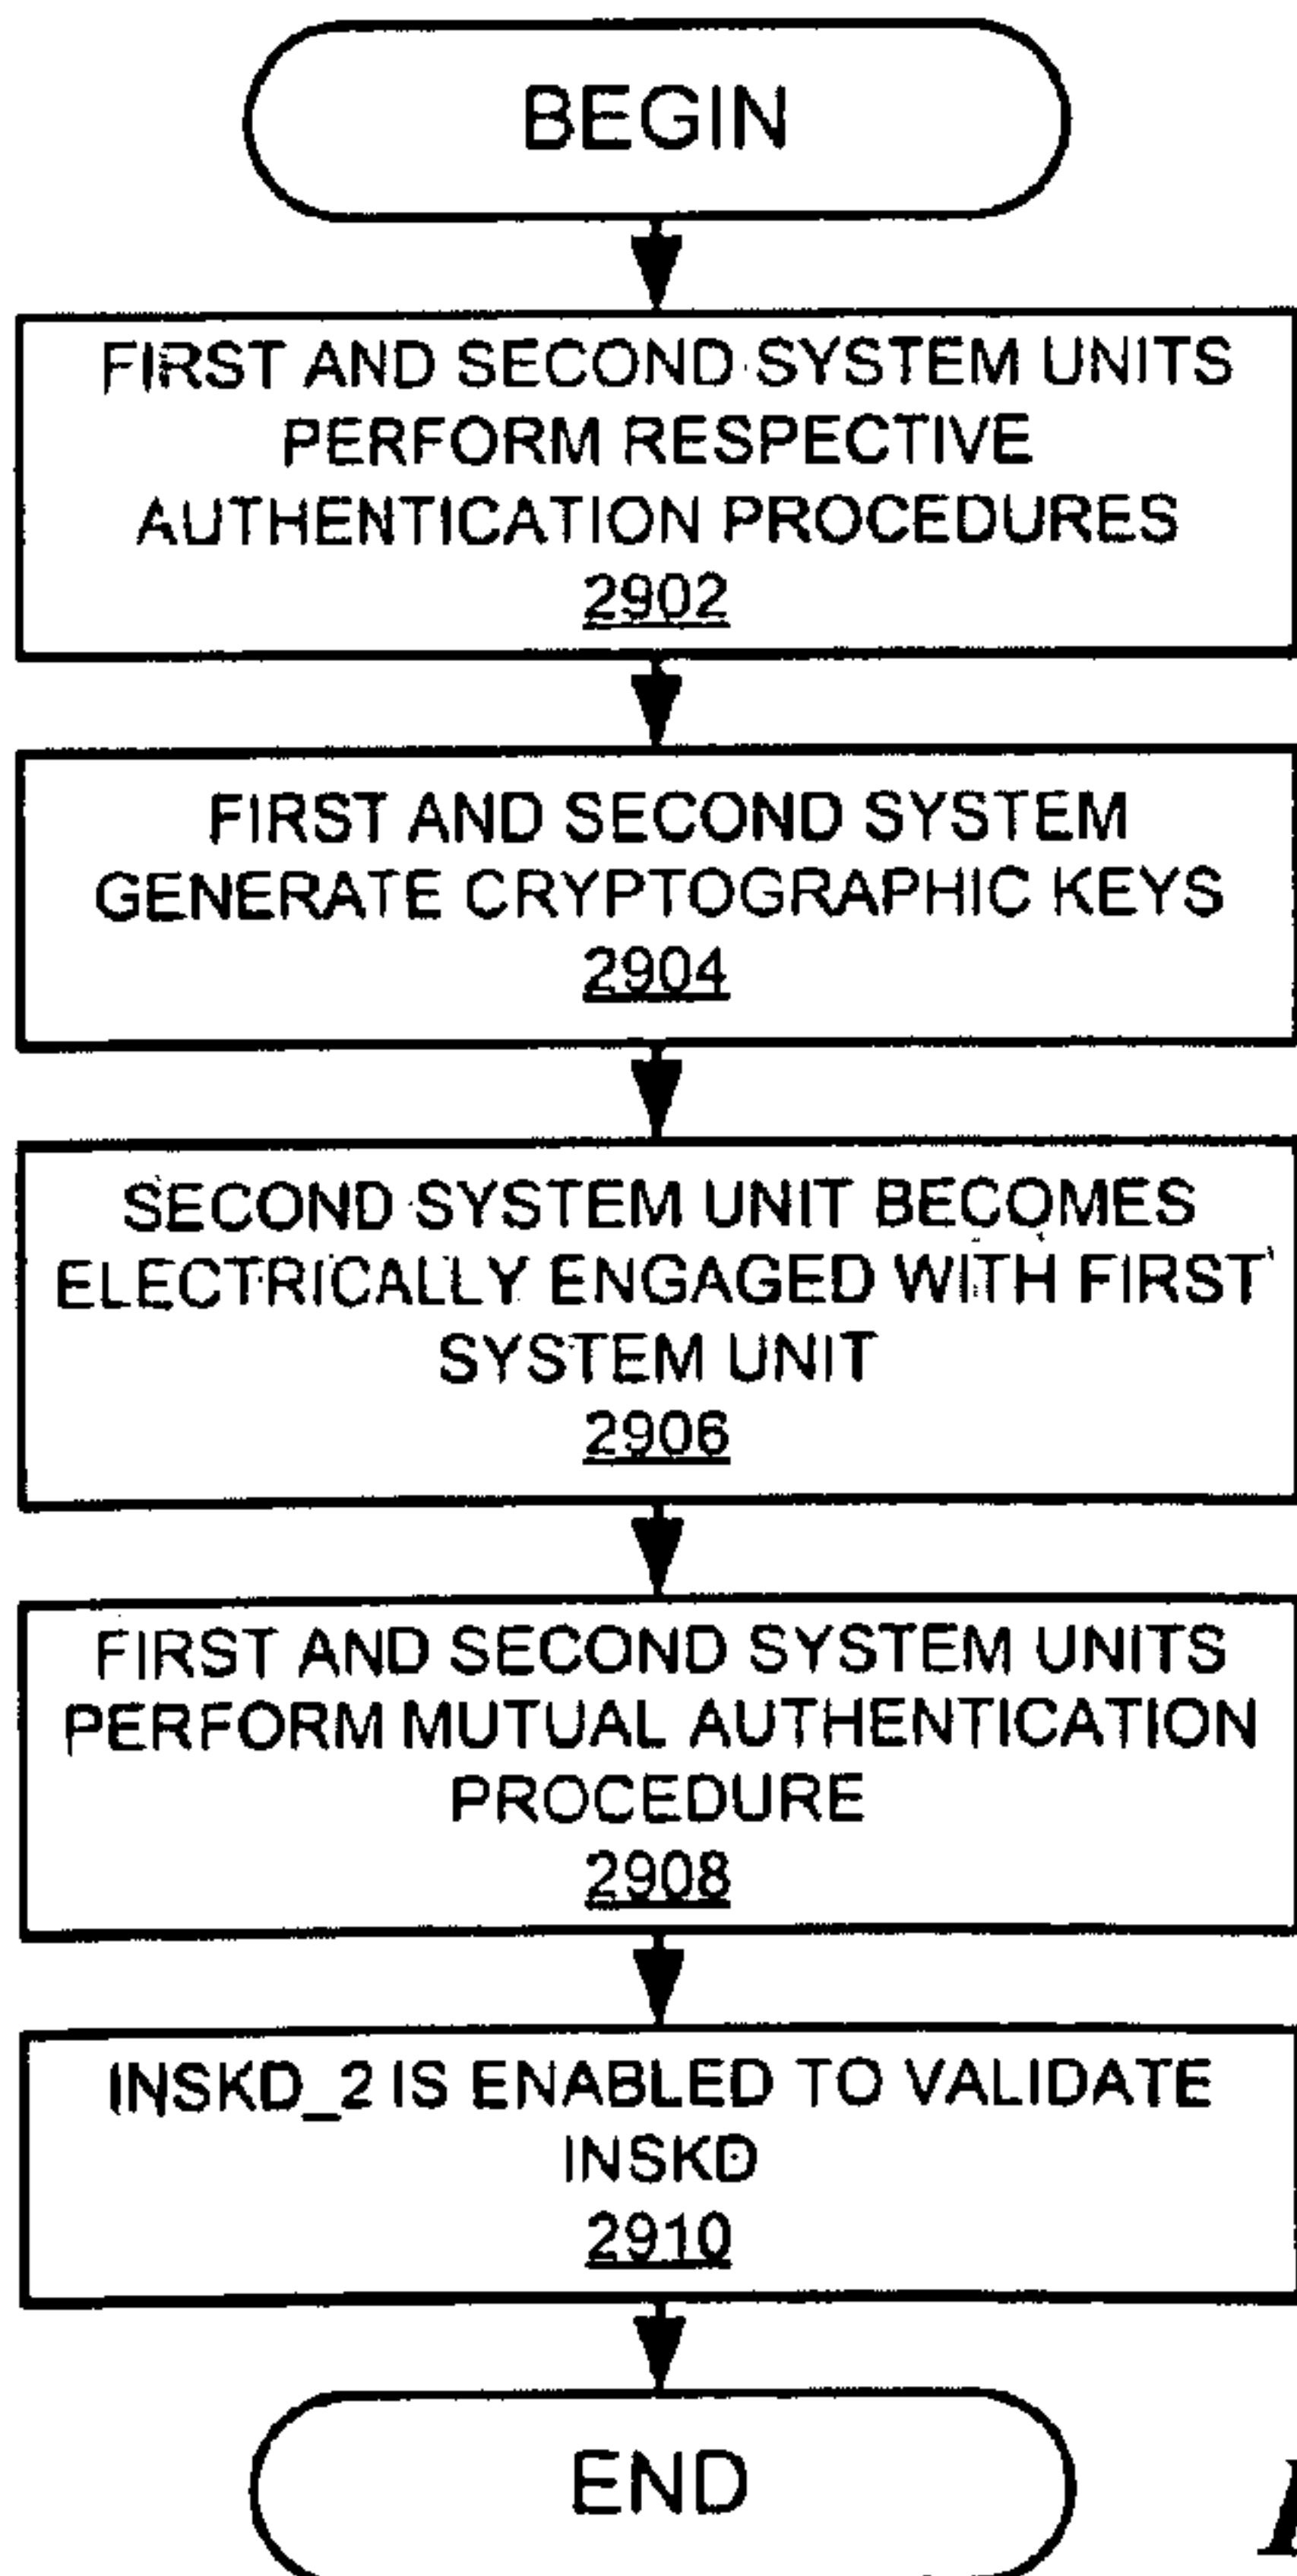 BEGIN
FIRST AND SECOND SYSTEM UNITS
PERFORM RESPECTIVE
AUTHENTICATION PROCEDURES
2902
FIRST AND SECOND SYSTEM
GENERATE CRYPTOGRAPHIC KEYS
2904
SECOND SYSTEM UNIT BECOMES
ELECTRICALLY ENGAGED WITH FIRST
SYSTEM UNIT
2906
FIRST AND SECOND SYSTEM UNITS
PERFORM MUTUAL AUTHENTICATION
PROCEDURE
2908
INSKD_2 IS ENABLED TO VALIDATE
INSKD
2910
END